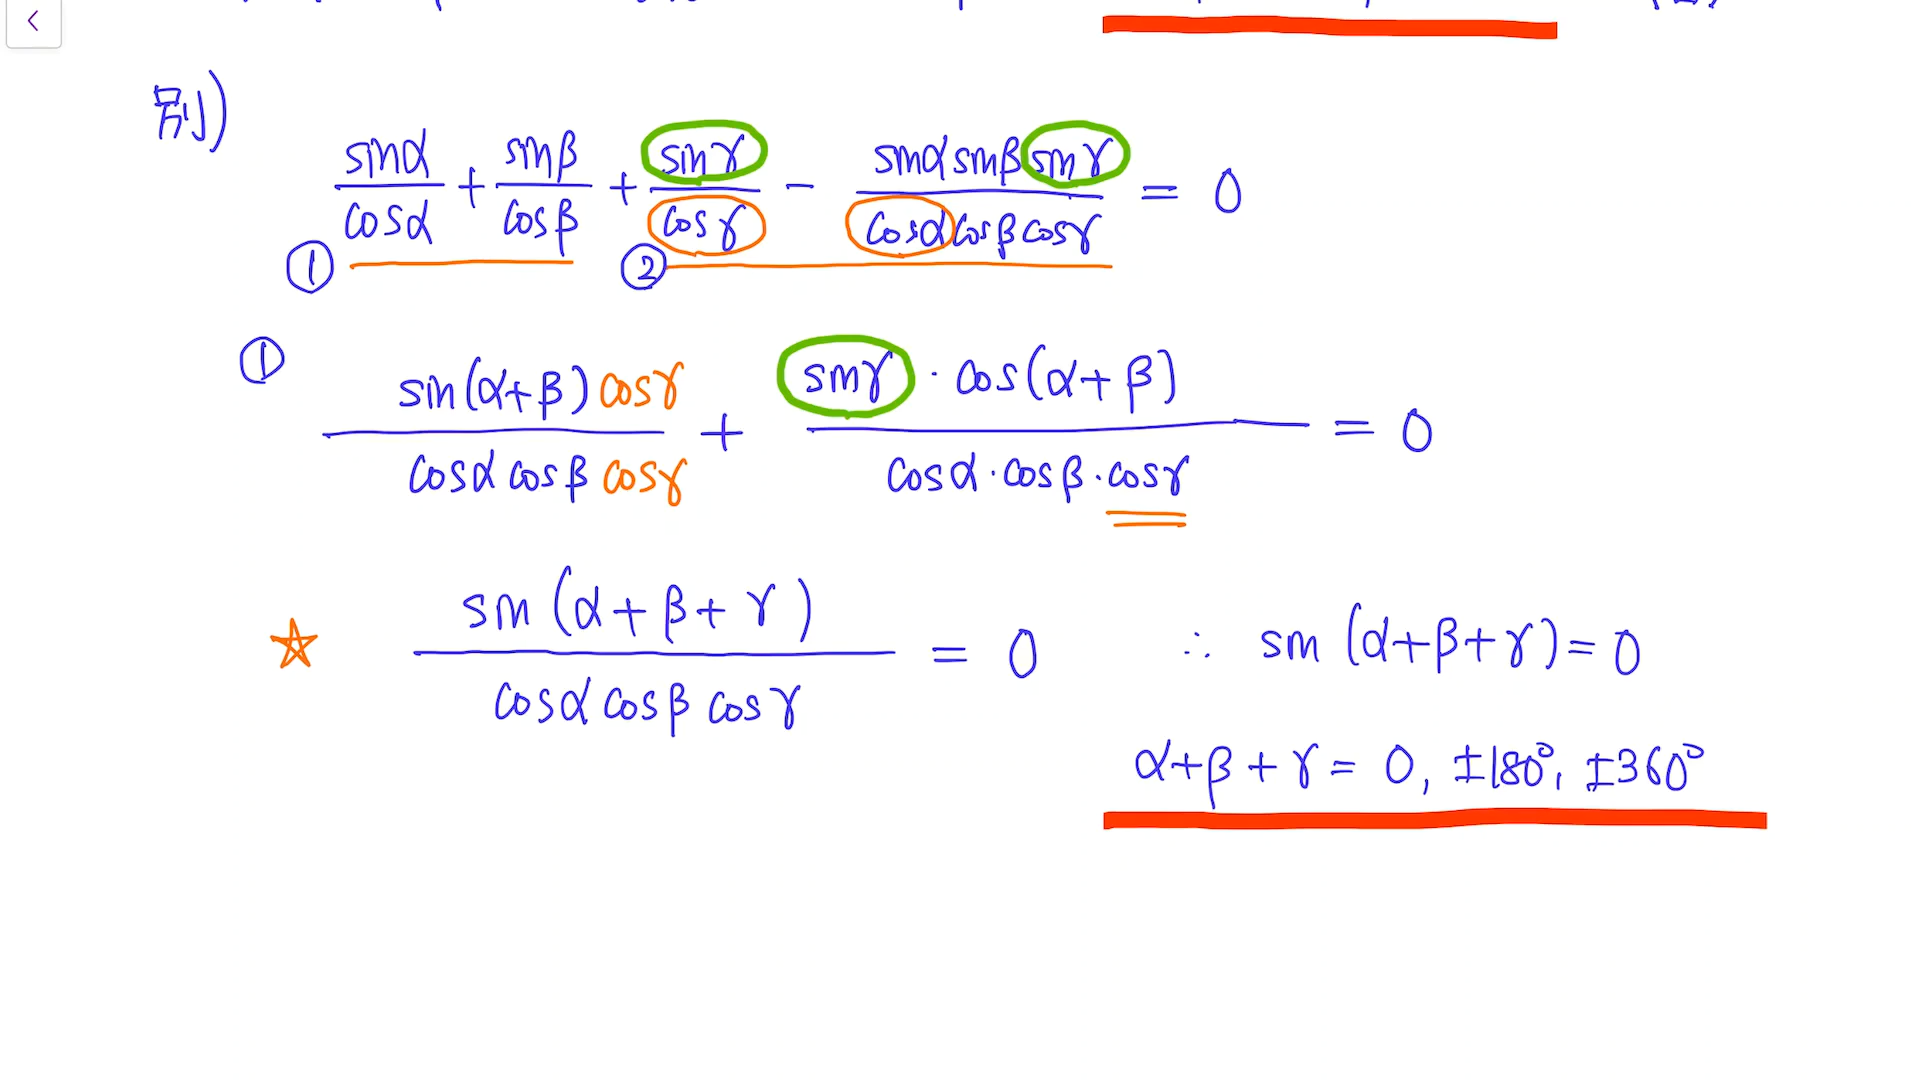 別)
sinα/cosα + sinβ/cosβ + sinγ/cosγ - sinα sinβ sinγ/cosα cosβ cosγ = 0
① ②
① sin(α+β)cosγ/cosα cosβ cosγ + sinγ・cos(α+β)/cosα・cosβ・cosγ = 0
☆ sin(α+β+γ)/cosα cosβ cosγ = 0 ∴ sin(α+β+γ)=0
α+β+γ = 0, ±180°, ±360°